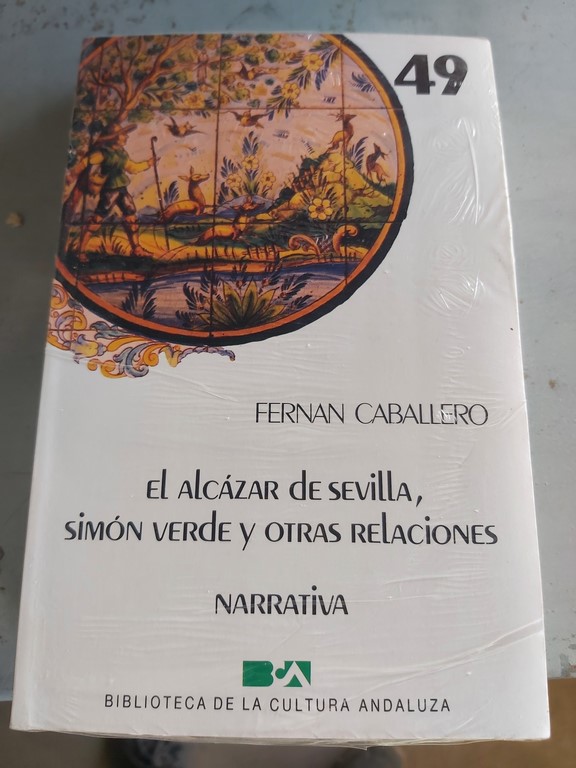 49
FERNAN CABALLERO
El Alcázar de Sevilla,
Simón Verde y otras relaciones
NARRATIVA
BCA
BIBLIOTECA DE LA CULTURA ANDALUZA